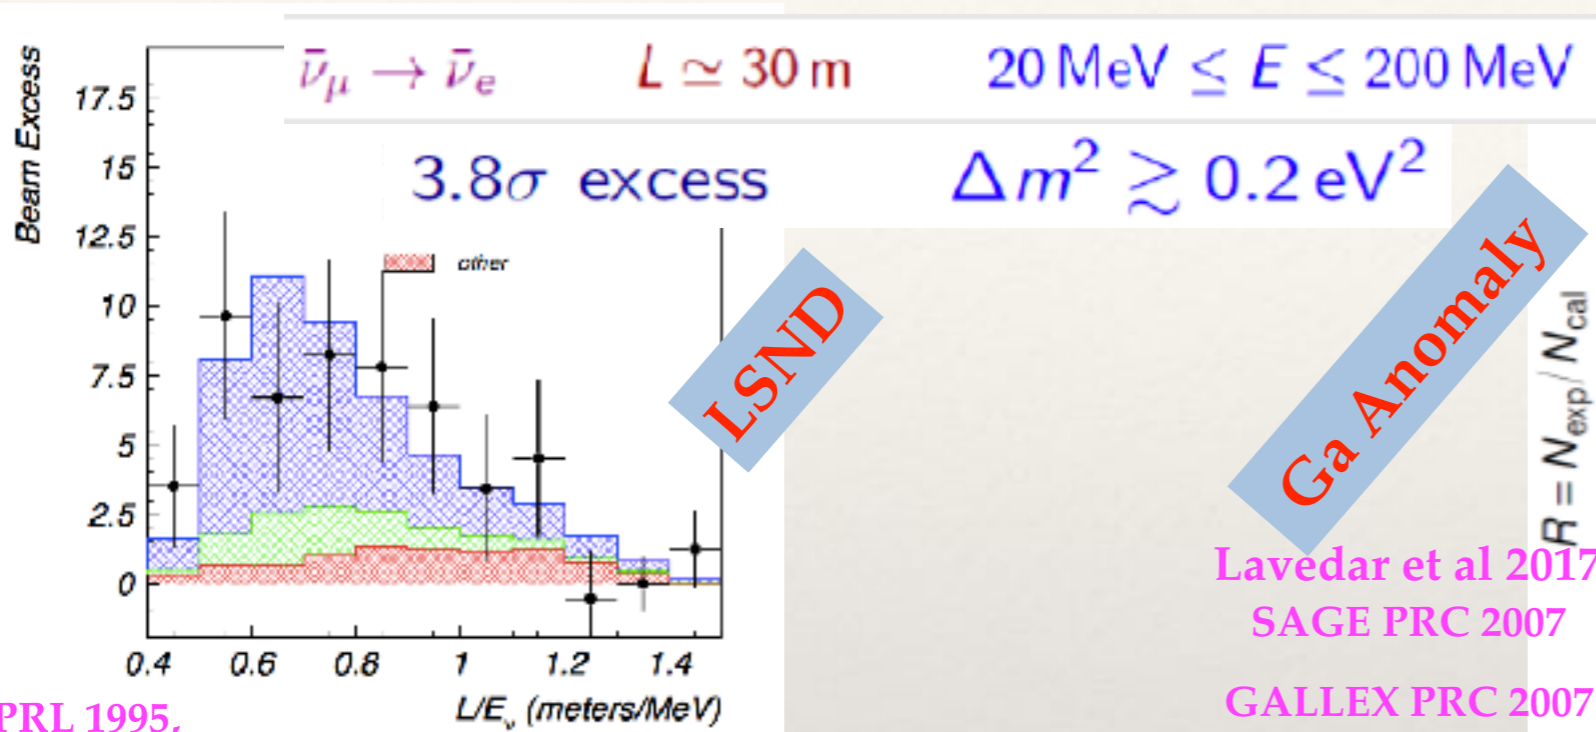 ν̄μ → ν̄e L ≃ 30 m 20 MeV ≤ E ≤ 200 MeV
3.8σ excess Δm² ≳ 0.2 eV²
Beam Excess
17.5
15
12.5
10
7.5
5
2.5
0
other
0.4 0.6 0.8 1 1.2 1.4
L/Eν (meters/MeV)
LSND
Ga Anomaly
R = Nexp/ Ncal
Lavedar et al 2017
SAGE PRC 2007
GALLEX PRC 2007
PRL 1995,